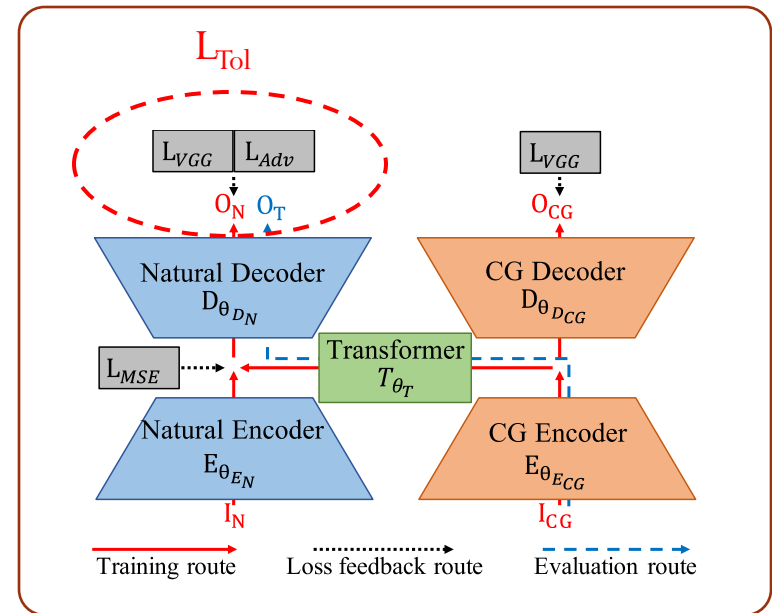 L_Tol
L_VGG L_Adv L_VGG
O_N O_T O_CG
Natural Decoder CG Decoder
D_θ_D_N D_θ_D_CG
Transformer
T_θ_T
L_MSE
Natural Encoder CG Encoder
E_θ_E_N E_θ_E_CG
I_N I_CG
Training route Loss feedback route Evaluation route